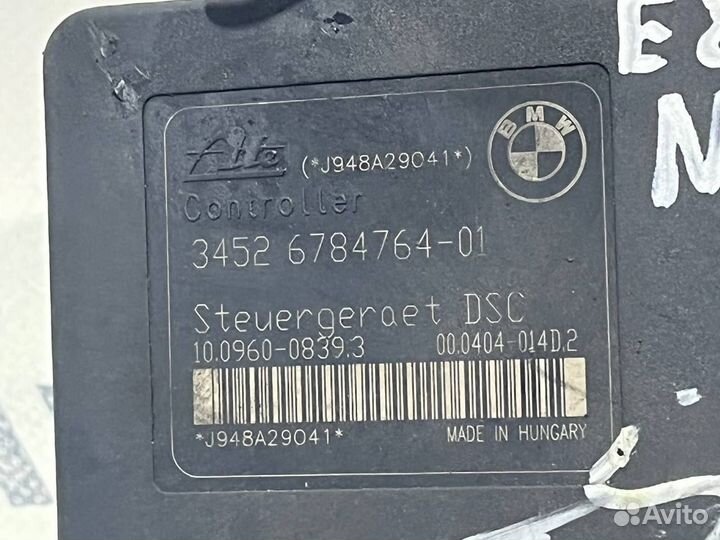 Ate (*J948A29041*)
BMW
Controller
3452 6784764-01
Steuergeraet DSC
10.0960-0839.3 00.0404-014D.2
*J948A29041* MADE IN HUNGARY
Avito